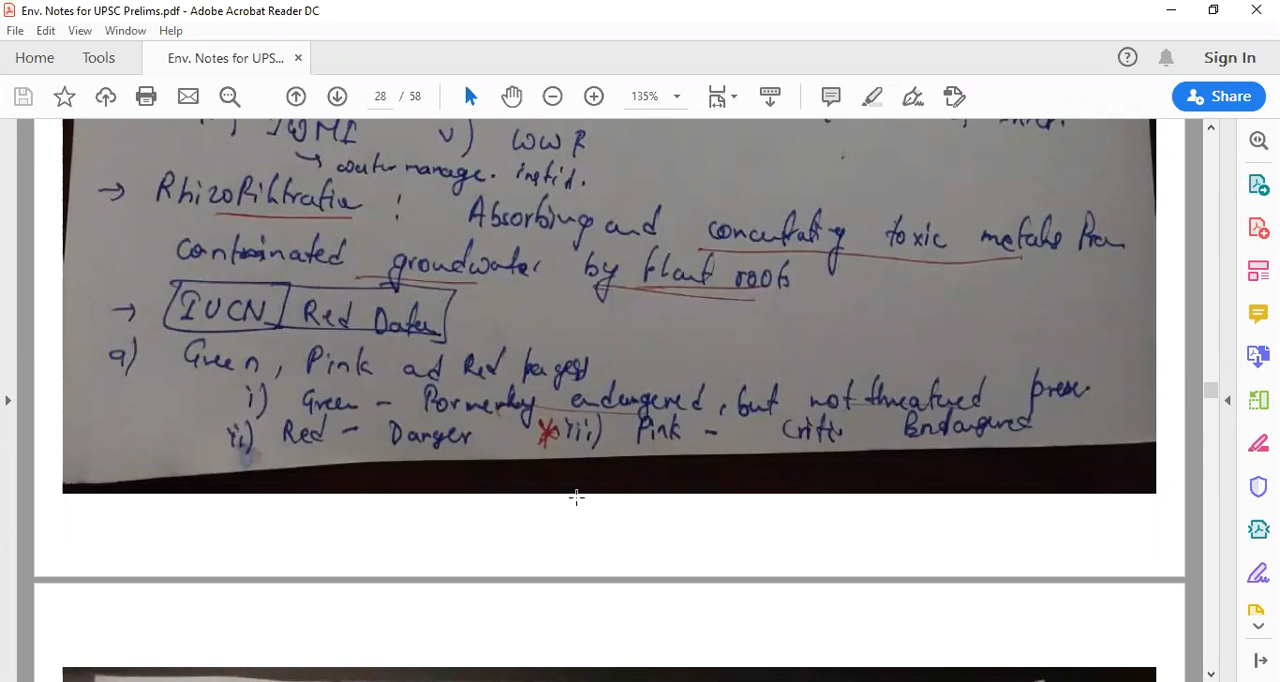 Env. Notes for UPSC Prelims.pdf - Adobe Acrobat Reader DC
File Edit View Window Help
Home Tools Env. Notes for UPS... × Sign In
28 / 58 135% Share
IWMI v) WWF
→ water manage. instit.
→ Rhizofiltration : Absorbing and concentrating toxic metals from
contaminated groundwater by plant roots
→ IUCN Red Data
a) Green, Pink and Red pages
i) Green - Formerly endangered, but not threatened
ii) Red - Danger iii) Pink - Criti. Endangered